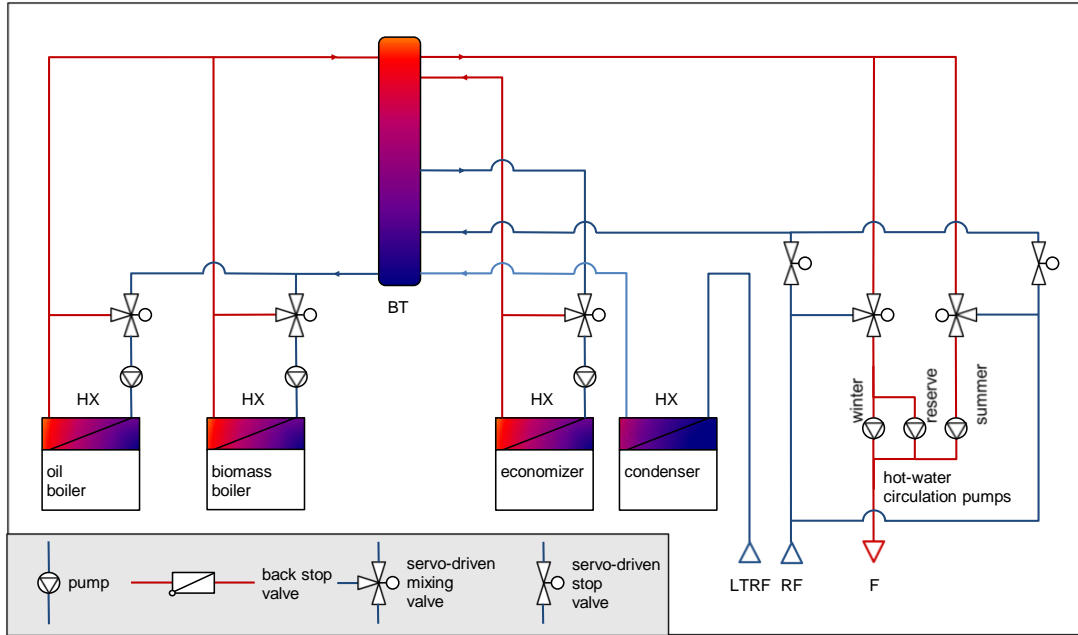 BT
HX
HX
HX
HX
oil
boiler
biomass
boiler
economizer
condenser
winter
reserve
summer
hot-water
circulation pumps
LTRF
RF
F
pump
back stop
valve
servo-driven
mixing
valve
servo-driven
stop
valve